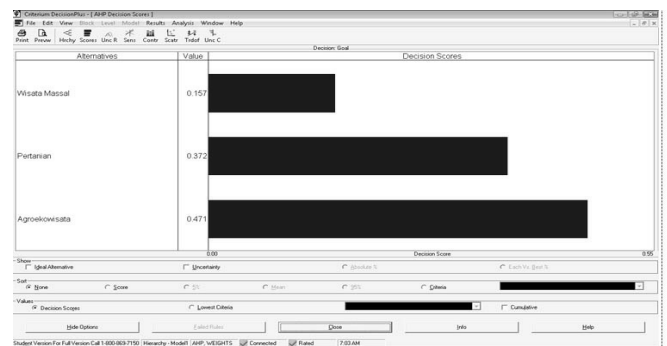 Criterium DecisionPlus - [ AHP Decision Scores ]
File Edit View Block Level Model Results Analysis Window Help
Print Prevw Hrchy Scores Unc R Sens Contr Scatr Trdof Unc C
Decision Goal
Alternatives Value Decision Scores
Wisata Massal 0.157
Pertanian 0.372
Agroekowisata 0.471
0.00 Decision Score 0.55
Show
Ideal Alternative Uncertainty Absolute % Each Vs. Best %
Sort
None Score 5% Mean 95% Criteria
Values
Decision Scores Lowest Criteria Cumulative
Hide Options Failed Rules Close Info Help
Student Version For Full Version Call 1-800-869-7150 Hierarchy - Model1 AHP, WEIGHTS Connected Rated 7:03 AM